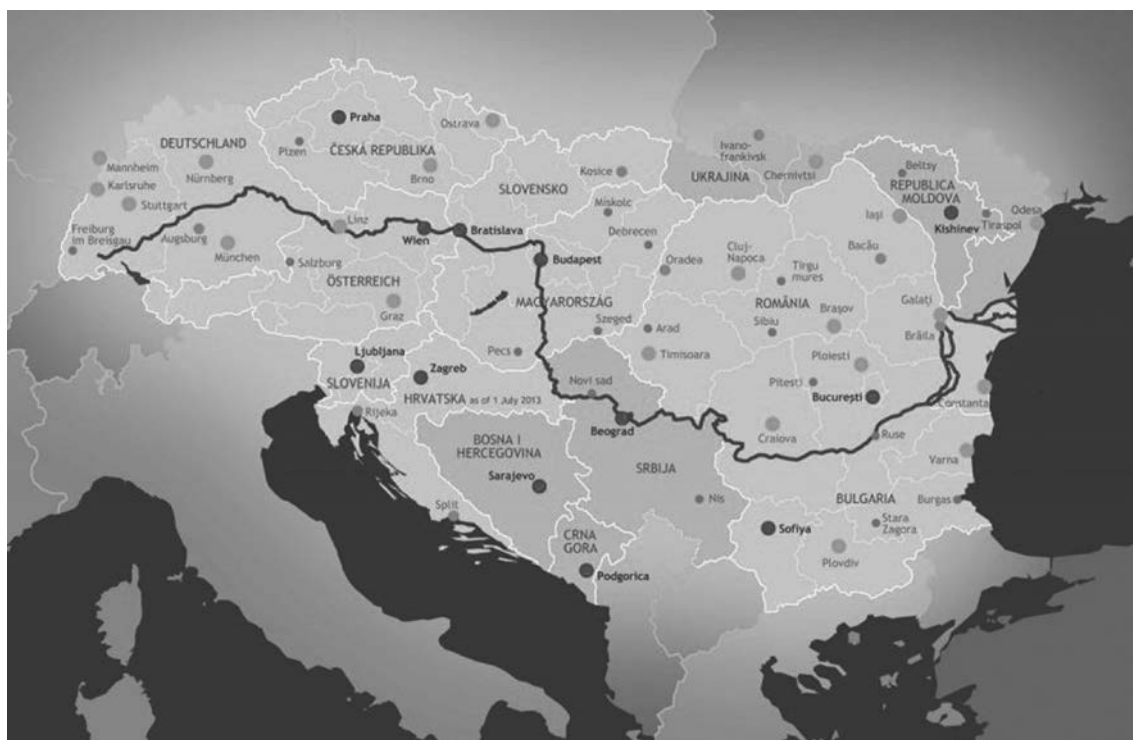 Praha
Ostrava
Plzen
ČESKÁ REPUBLIKA
Brno
DEUTSCHLAND
Nürnberg
Mannheim
Karlsruhe
Stuttgart
Freiburg
im Breisgau
Augsburg
München
Salzburg
Linz
Wien
ÖSTERREICH
Graz
Bratislava
SLOVENSKO
Kosice
Miskolc
Debrecen
Budapest
MAGYARORSZÁG
Szeged
Pecs
Ivano-
frankivsk
UKRAJINA
Chernivtsi
Beltsy
REPUBLICA
MOLDOVA
Kishinev
Tiraspol
Odesa
Iaşi
Bacău
Cluj-
Napoca
Tîrgu
mures
Oradea
ROMÂNIA
Braşov
Sibiu
Arad
Timisoara
Galaţi
Brăila
Ploiesti
Piteşti
Bucureşti
Constanta
Craiova
Ljubljana
SLOVENIJA
Zagreb
HRVATSKA as of 1 July 2013
Rijeka
Split
BOSNA I
HERCEGOVINA
Sarajevo
Novi sad
Beograd
SRBIJA
Nis
CRNA
GORA
Podgorica
Ruse
Varna
BULGARIA
Burgas
Stara
Zagora
Sofiya
Plovdiv